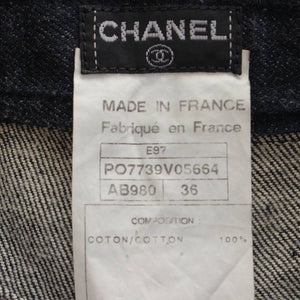 CHANEL
MADE IN FRANCE
Fabriqué en France
E97
PO7739V05664
AB980 36
COMPOSITION :
COTON/COTTON 100%